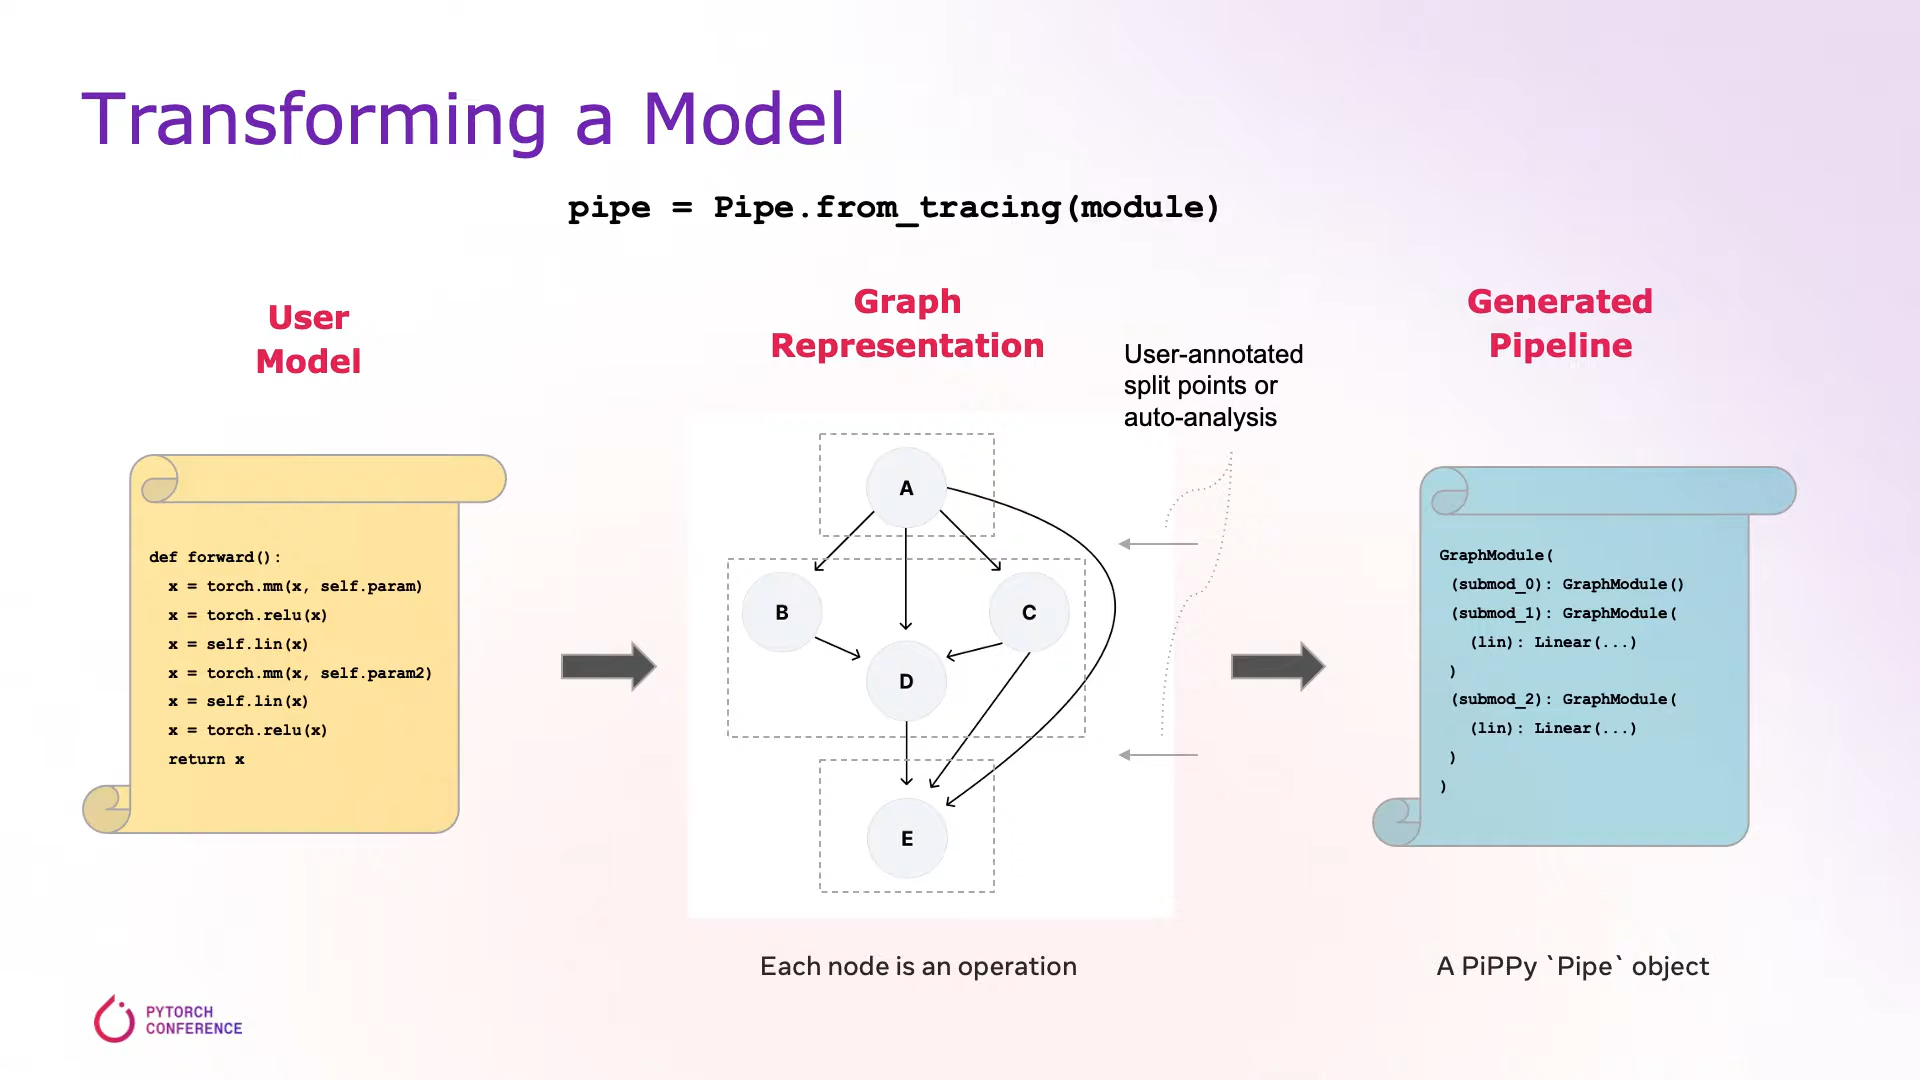 Transforming a Model
pipe = Pipe.from_tracing(module)
User
Model
def forward():
x = torch.mm(x, self.param)
x = torch.relu(x)
x = self.lin(x)
x = torch.mm(x, self.param2)
x = self.lin(x)
x = torch.relu(x)
return x
Graph
Representation
User-annotated
split points or
auto-analysis
A
B
C
D
E
Each node is an operation
Generated
Pipeline
GraphModule(
(submod_0): GraphModule()
(submod_1): GraphModule(
(lin): Linear(...)
)
(submod_2): GraphModule(
(lin): Linear(...)
)
)
A PiPPy `Pipe` object
PYTORCH
CONFERENCE